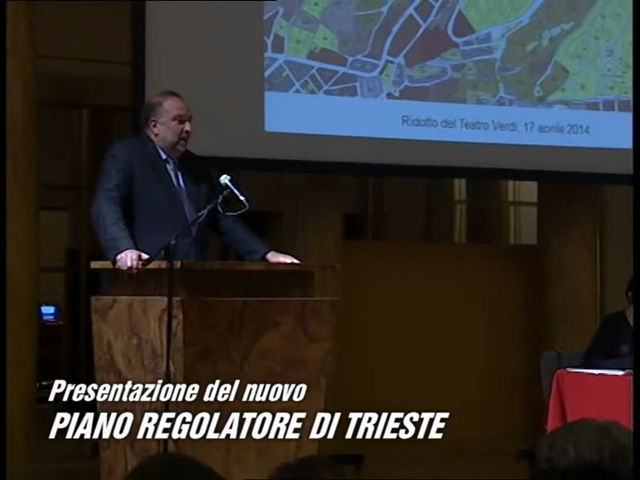 Ridotto del Teatro Verdi, 17 aprile 2014
Presentazione del nuovo
PIANO REGOLATORE DI TRIESTE